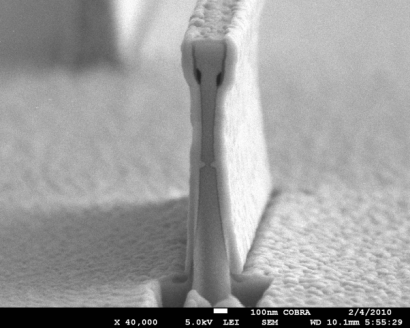 100nm COBRA 2/4/2010
X 40,000 5.0kV LEI SEM WD 10.1mm 5:55:29